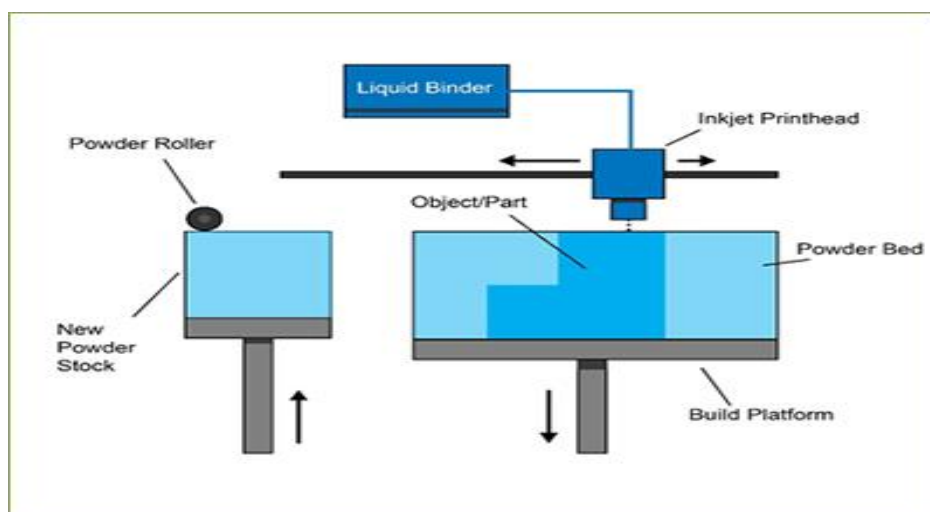 Liquid Binder
Inkjet Printhead
Powder Roller
Object/Part
Powder Bed
New
Powder
Stock
Build Platform